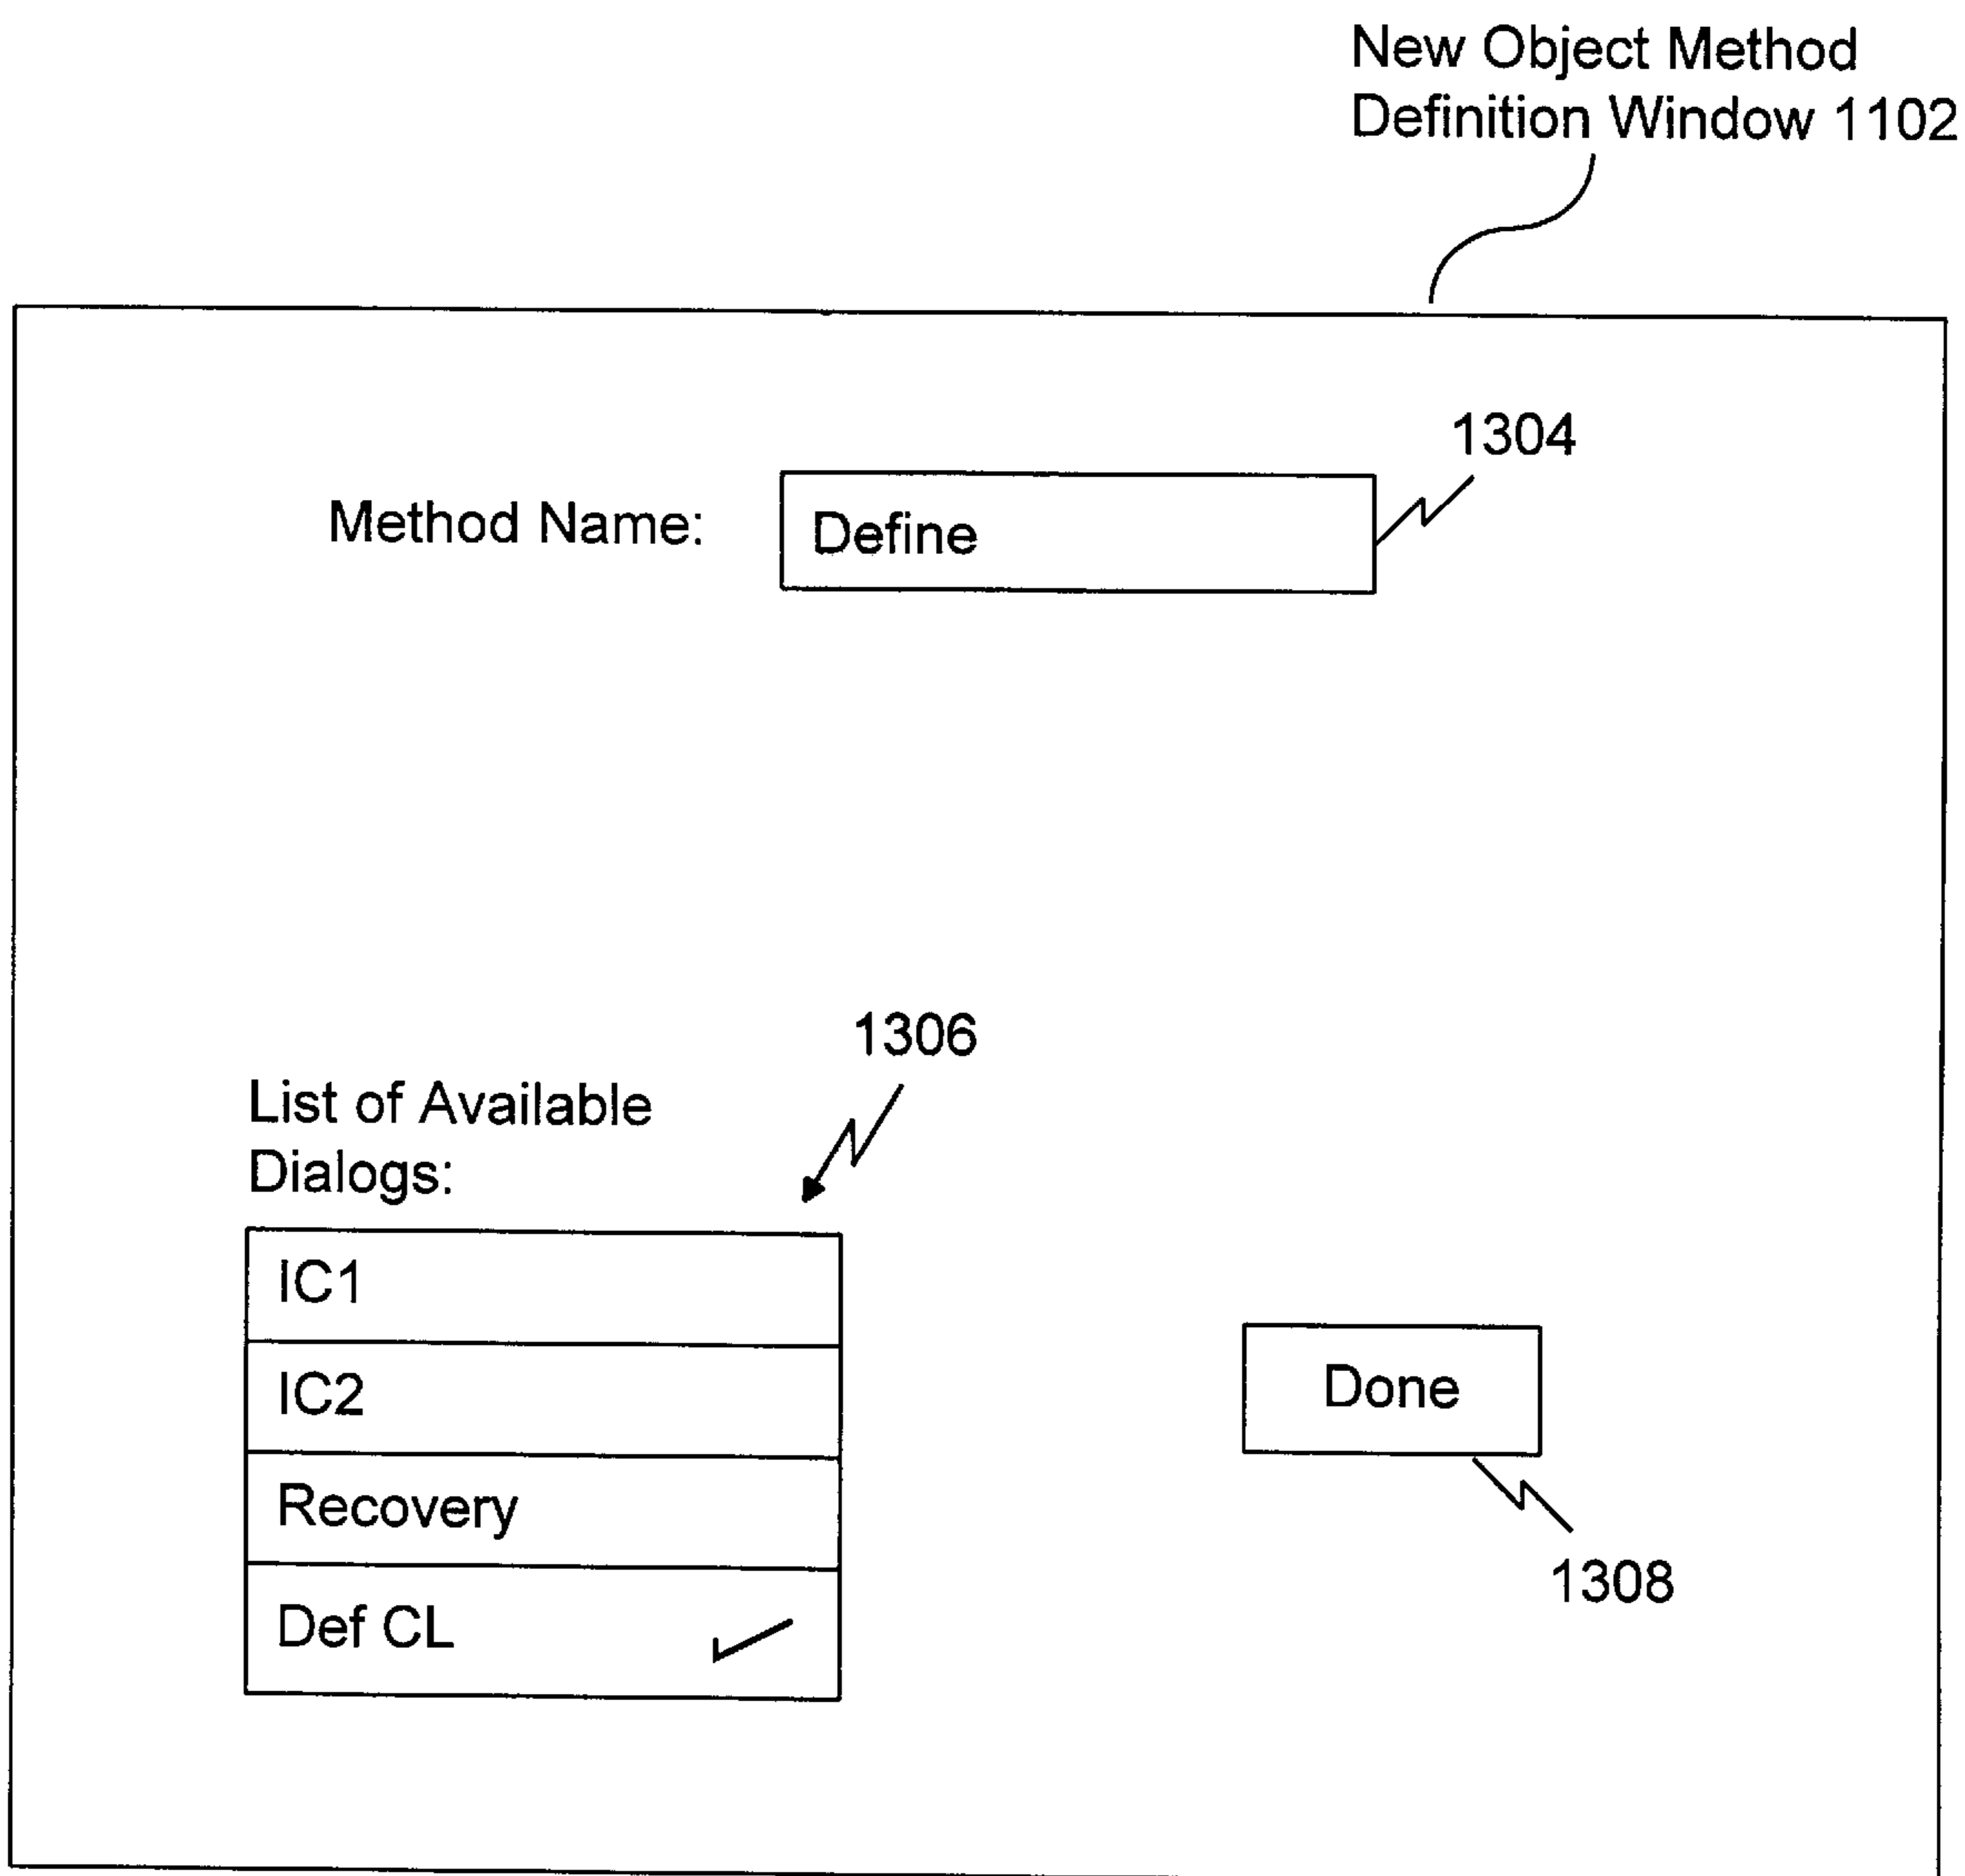 New Object Method
Definition Window 1102
1304
Method Name:
Define
1306
List of Available
Dialogs:
IC1
IC2
Recovery
Def CL
Done
1308